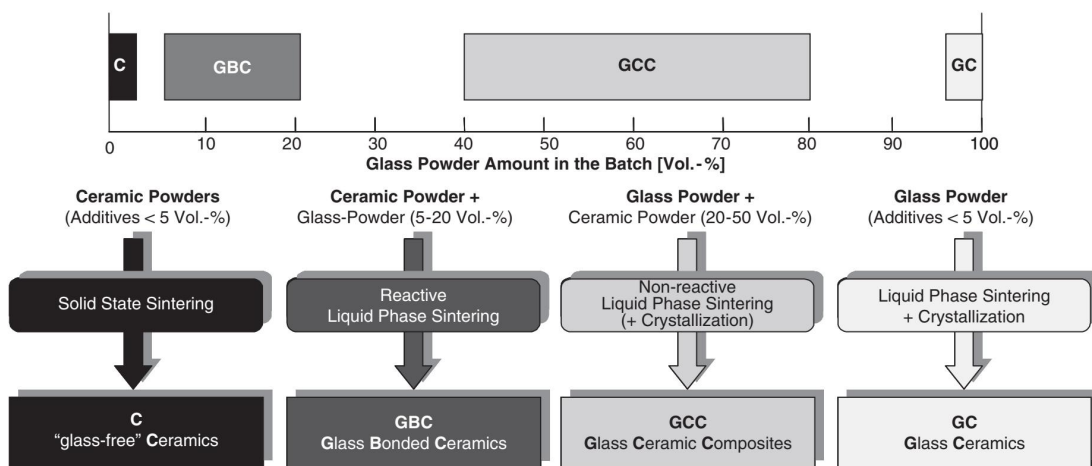 C
GBC
GCC
GC
0
10
20
30
40
50
60
70
80
90
100
Glass Powder Amount in the Batch [Vol.-%]
Ceramic Powders
(Additives < 5 Vol.-%)
Ceramic Powder +
Glass-Powder (5-20 Vol.-%)
Glass Powder +
Ceramic Powder (20-50 Vol.-%)
Glass Powder
(Additives < 5 Vol.-%)
Solid State Sintering
Reactive
Liquid Phase Sintering
Non-reactive
Liquid Phase Sintering
(+ Crystallization)
Liquid Phase Sintering
+ Crystallization
C
“glass-free” Ceramics
GBC
Glass Bonded Ceramics
GCC
Glass Ceramic Composites
GC
Glass Ceramics